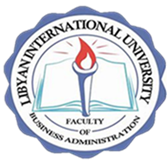 LIBYAN INTERNATIONAL UNIVERSITY
FACULTY
OF
BUSINESS ADMINISTRATION